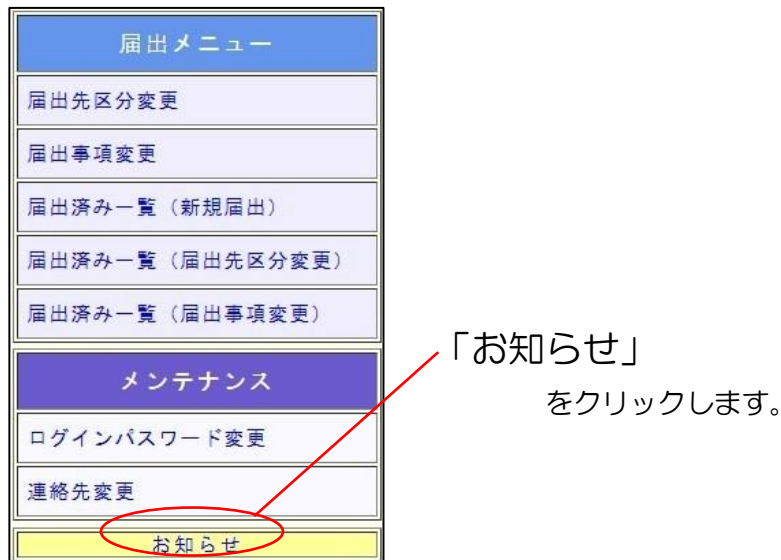 届出メニュー
届出先区分変更
届出事項変更
届出済み一覧（新規届出）
届出済み一覧（届出先区分変更）
届出済み一覧（届出事項変更）
メンテナンス
ログインパスワード変更
連絡先変更
お知らせ
「お知らせ」
をクリックします。